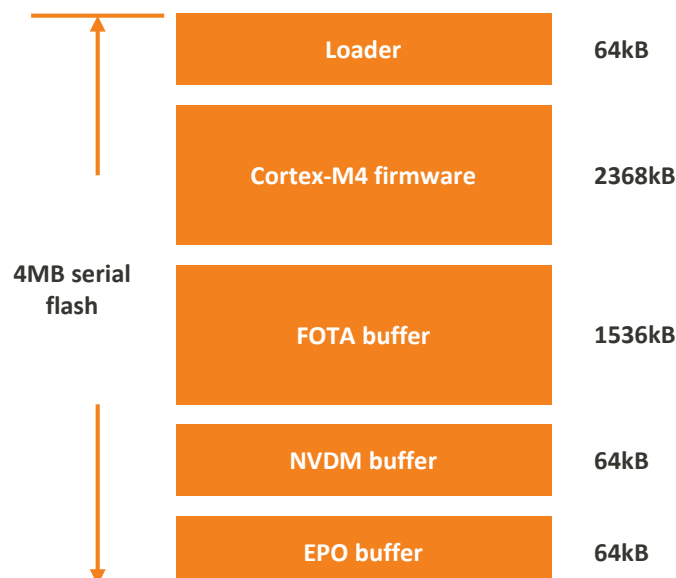 Loader 64kB
Cortex-M4 firmware 2368kB
4MB serial
flash
FOTA buffer 1536kB
NVDM buffer 64kB
EPO buffer 64kB